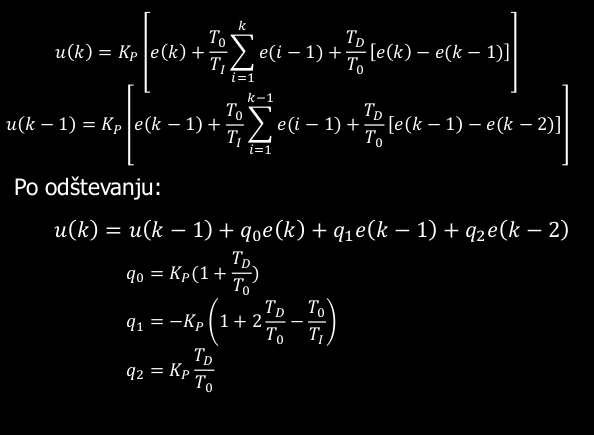 u(k) = K_P [ e(k) + T_0/T_I ∑_{i=1}^{k} e(i − 1) + T_D/T_0 [e(k) − e(k − 1)] ]
u(k − 1) = K_P [ e(k − 1) + T_0/T_I ∑_{i=1}^{k−1} e(i − 1) + T_D/T_0 [e(k − 1) − e(k − 2)] ]
Po odštevanju:
u(k) = u(k − 1) + q_0e(k) + q_1e(k − 1) + q_2e(k − 2)
q_0 = K_P(1 + T_D/T_0)
q_1 = −K_P (1 + 2 T_D/T_0 − T_0/T_I)
q_2 = K_P T_D/T_0